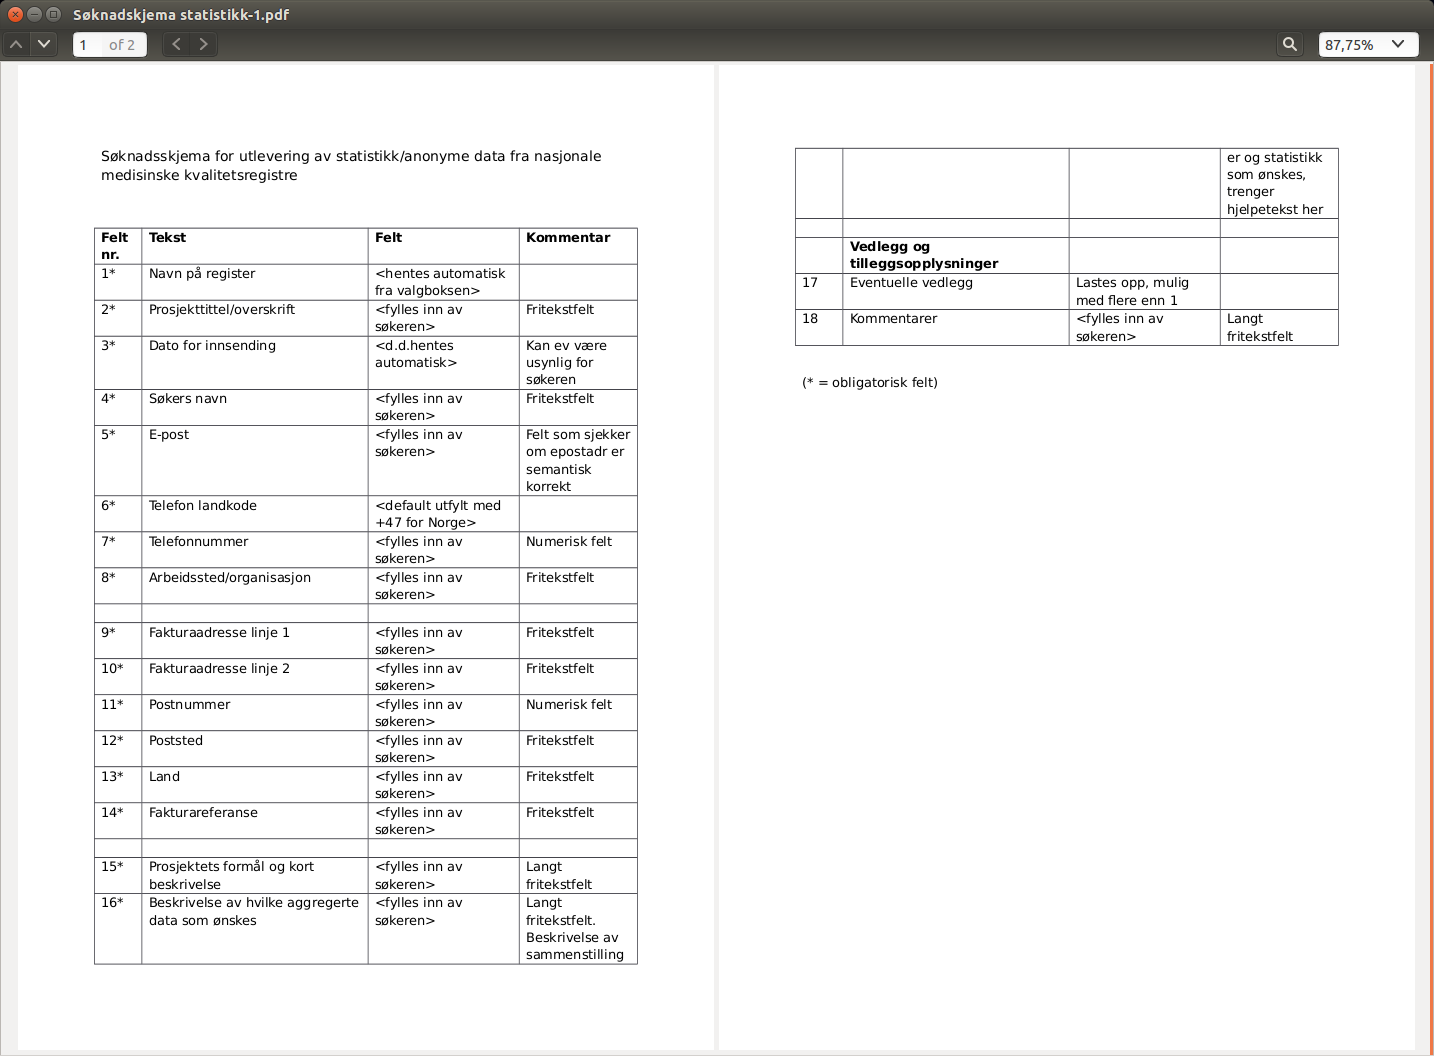 Søknadskjema statistikk-1.pdf
1 of 2
87,75%
Søknadsskjema for utlevering av statistikk/anonyme data fra nasjonale
medisinske kvalitetsregistre
Felt nr. Tekst Felt Kommentar
1* Navn på register <hentes automatisk fra valgboksen>
2* Prosjekttittel/overskrift <fylles inn av søkeren> Fritekstfelt
3* Dato for innsending <d.d.hentes automatisk> Kan ev være usynlig for søkeren
4* Søkers navn <fylles inn av søkeren> Fritekstfelt
5* E-post <fylles inn av søkeren> Felt som sjekker om epostadr er semantisk korrekt
6* Telefon landkode <default utfylt med +47 for Norge>
7* Telefonnummer <fylles inn av søkeren> Numerisk felt
8* Arbeidssted/organisasjon <fylles inn av søkeren> Fritekstfelt
9* Fakturaadresse linje 1 <fylles inn av søkeren> Fritekstfelt
10* Fakturaadresse linje 2 <fylles inn av søkeren> Fritekstfelt
11* Postnummer <fylles inn av søkeren> Numerisk felt
12* Poststed <fylles inn av søkeren> Fritekstfelt
13* Land <fylles inn av søkeren> Fritekstfelt
14* Fakturareferanse <fylles inn av søkeren> Fritekstfelt
15* Prosjektets formål og kort beskrivelse <fylles inn av søkeren> Langt fritekstfelt
16* Beskrivelse av hvilke aggregerte data som ønskes <fylles inn av søkeren> Langt fritekstfelt. Beskrivelse av sammenstilling
er og statistikk
som ønskes,
trenger
hjelpetekst her
Vedlegg og tilleggsopplysninger
17 Eventuelle vedlegg Lastes opp, mulig med flere enn 1
18 Kommentarer <fylles inn av søkeren> Langt fritekstfelt
(* = obligatorisk felt)